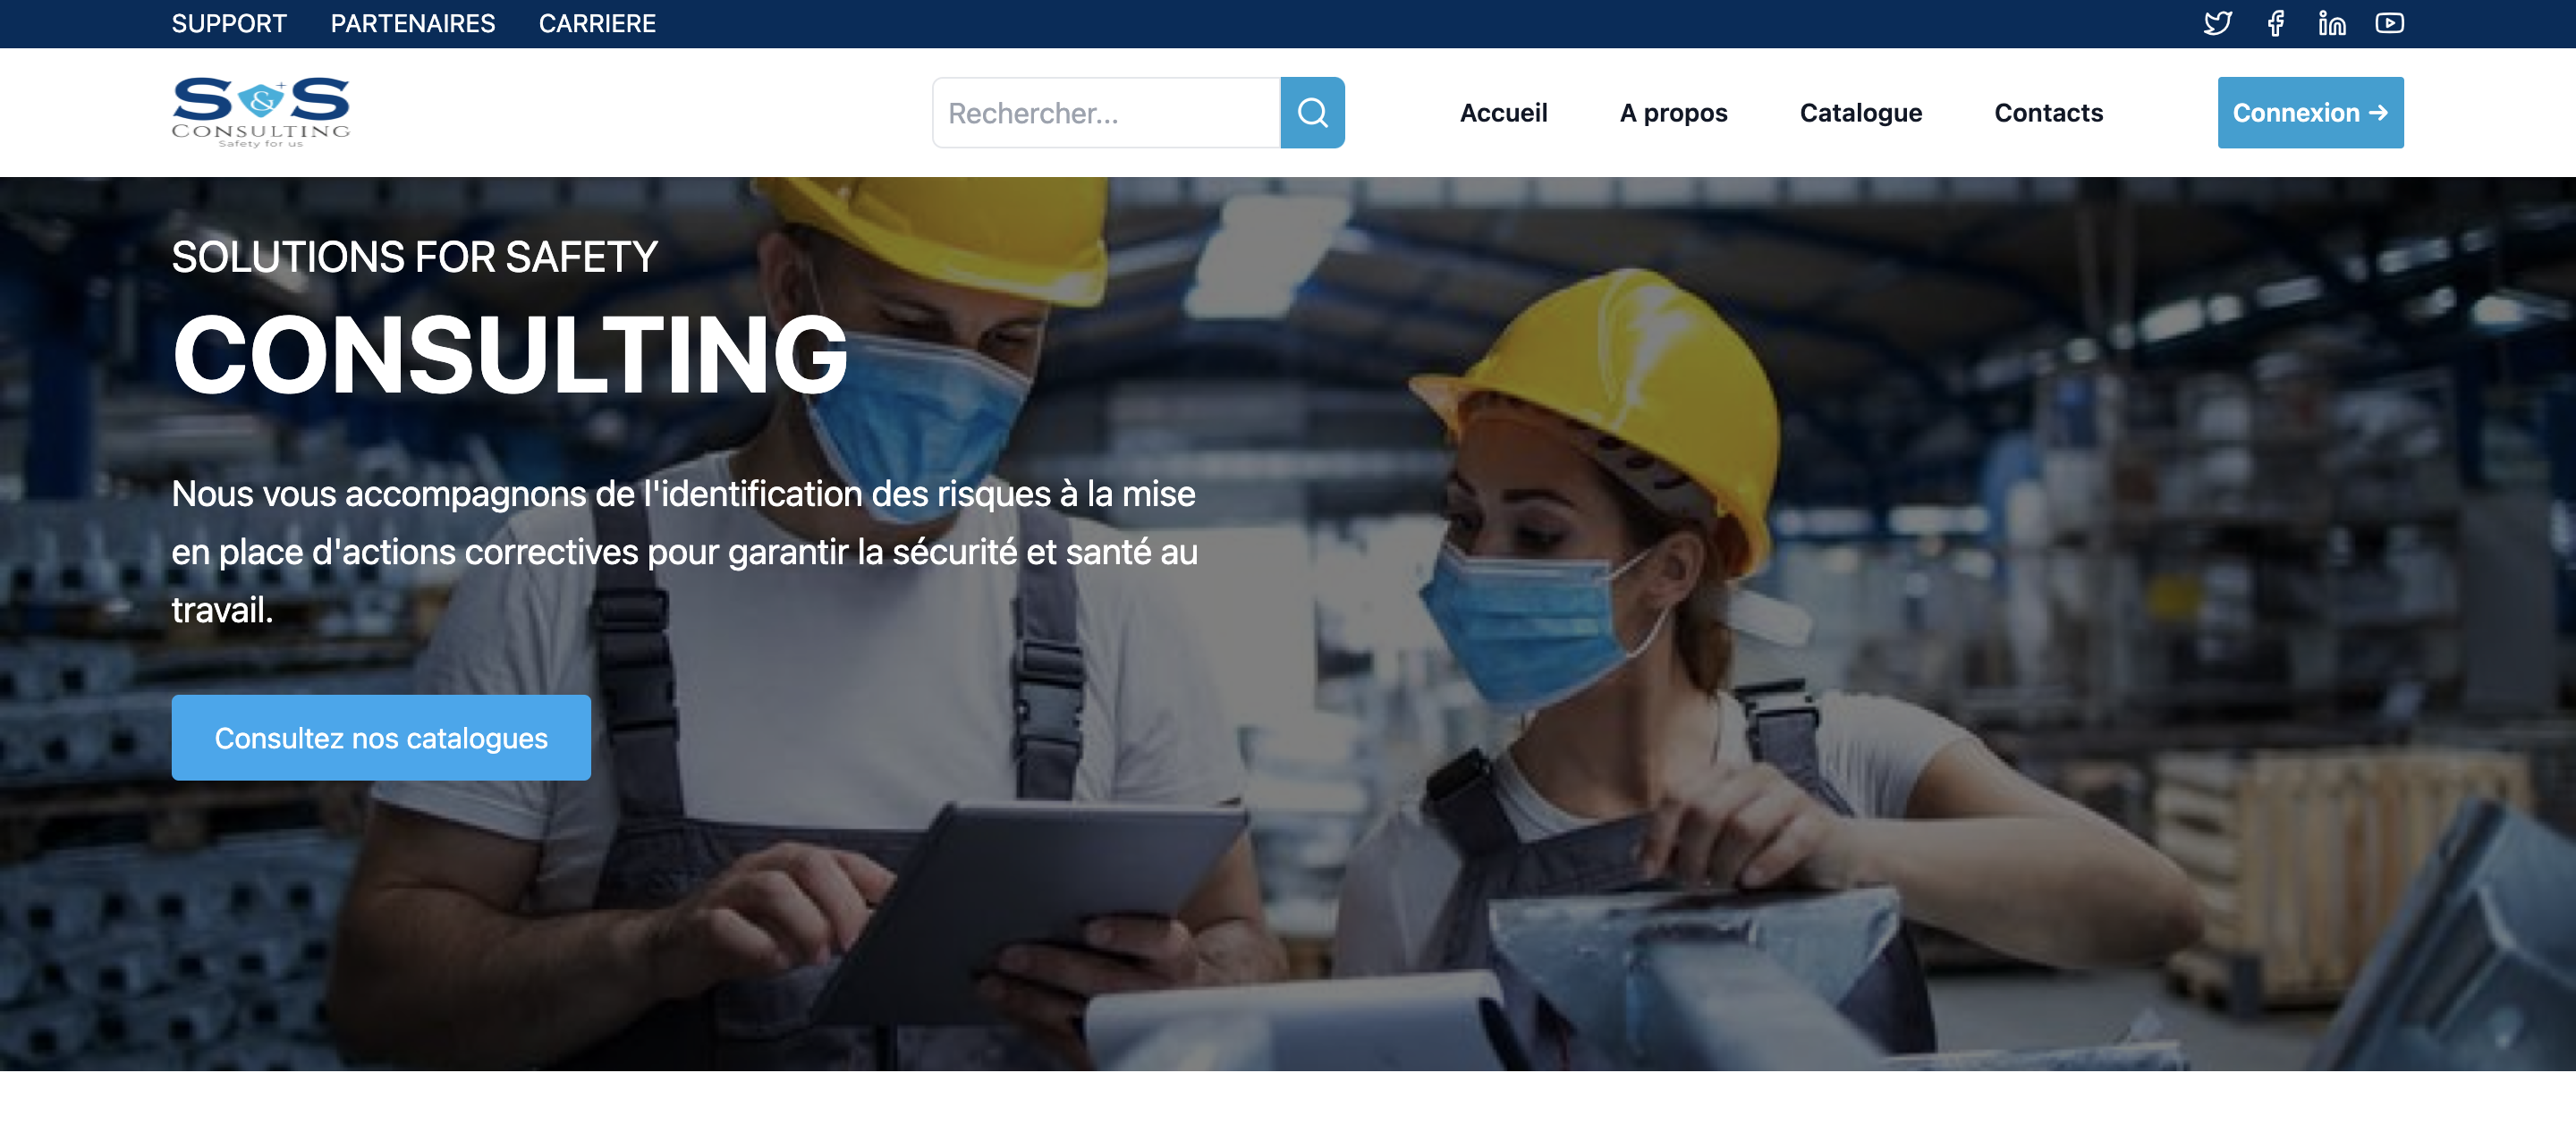 SUPPORT PARTENAIRES CARRIERE
S&S
CONSULTING
Safety for us
Rechercher...
Accueil A propos Catalogue Contacts Connexion →
SOLUTIONS FOR SAFETY
CONSULTING
Nous vous accompagnons de l'identification des risques à la mise
en place d'actions correctives pour garantir la sécurité et santé au
travail.
Consultez nos catalogues